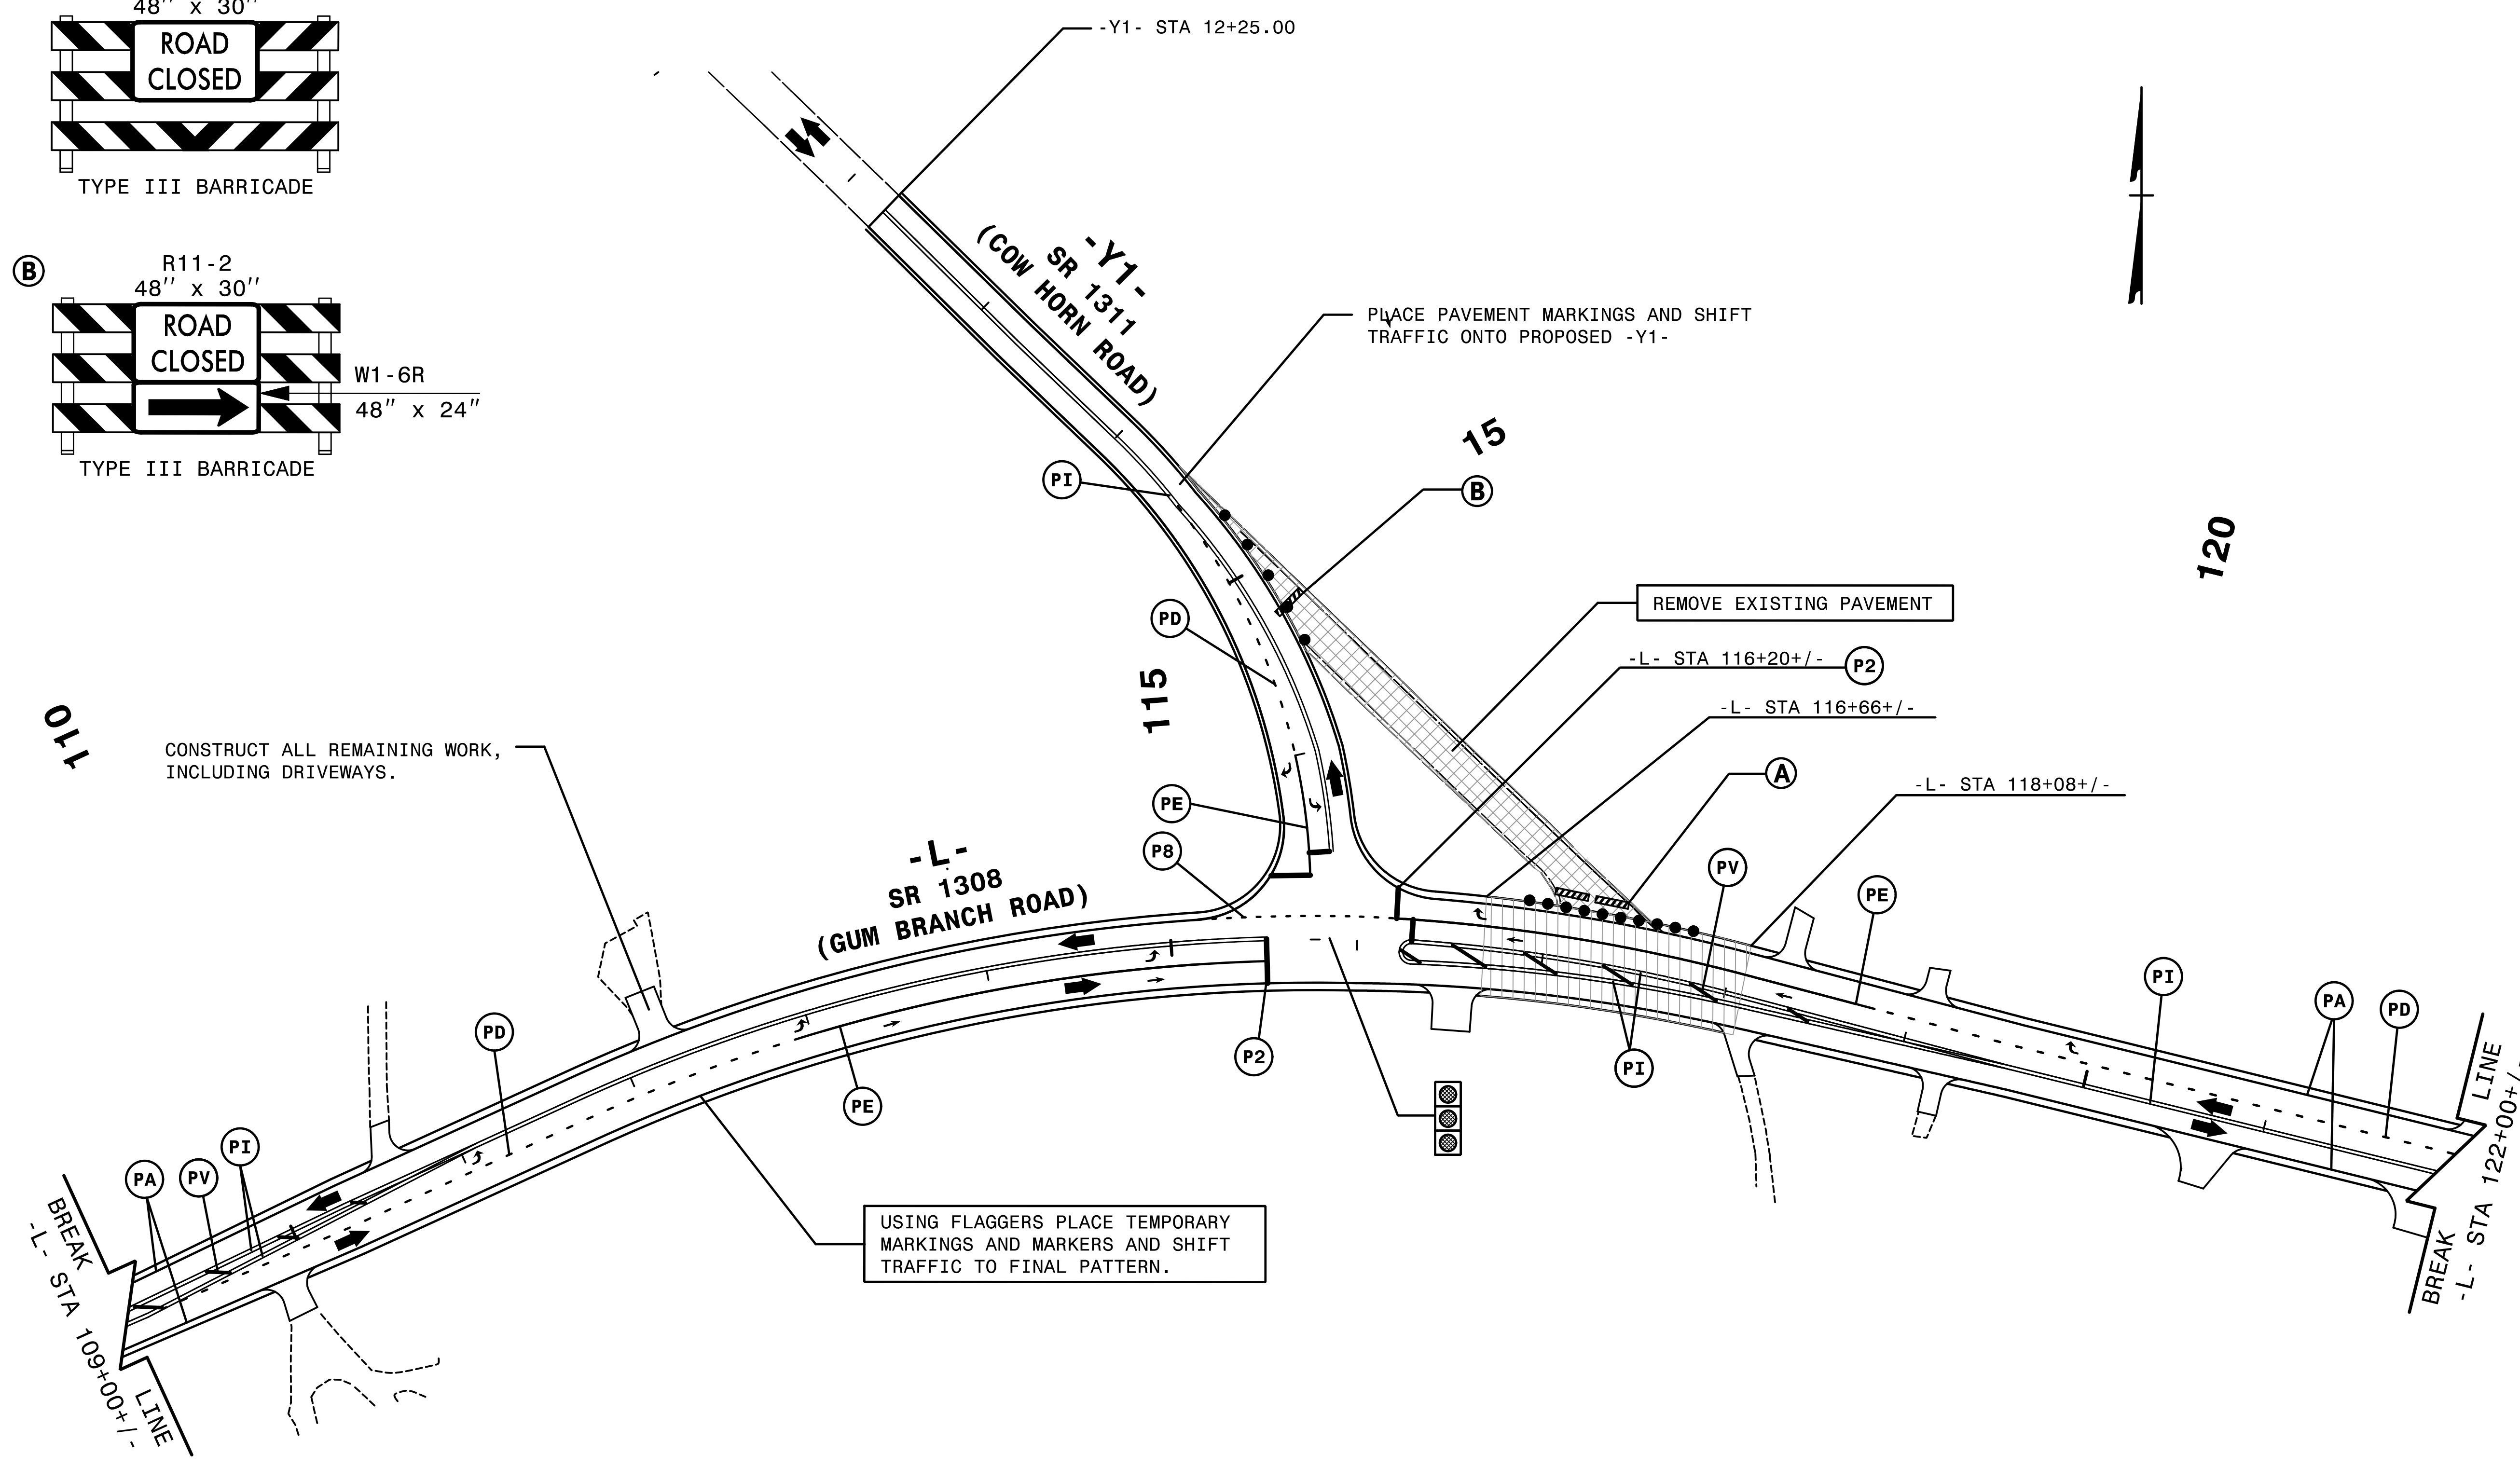 48" x 30"
ROAD
CLOSED
TYPE III BARRICADE
B
R11-2
48" x 30"
ROAD
CLOSED
W1-6R
48" x 24"
TYPE III BARRICADE
-Y1- STA 12+25.00
-Y1-
SR 1311
(COW HORN ROAD)
PLACE PAVEMENT MARKINGS AND SHIFT
TRAFFIC ONTO PROPOSED -Y1-
15
PI
B
120
REMOVE EXISTING PAVEMENT
PD
-L- STA 116+20+/-
P2
115
-L- STA 116+66+/-
110
CONSTRUCT ALL REMAINING WORK,
INCLUDING DRIVEWAYS.
A
-L- STA 118+08+/-
PE
P8
-L-
SR 1308
(GUM BRANCH ROAD)
PV
PE
PI
PA
PD
PD
P2
PI
PE
PI
PA
PV
USING FLAGGERS PLACE TEMPORARY
MARKINGS AND MARKERS AND SHIFT
TRAFFIC TO FINAL PATTERN.
BREAK
LINE
-L- STA 109+00+/-
BREAK
LINE
-L- STA 122+00+/-